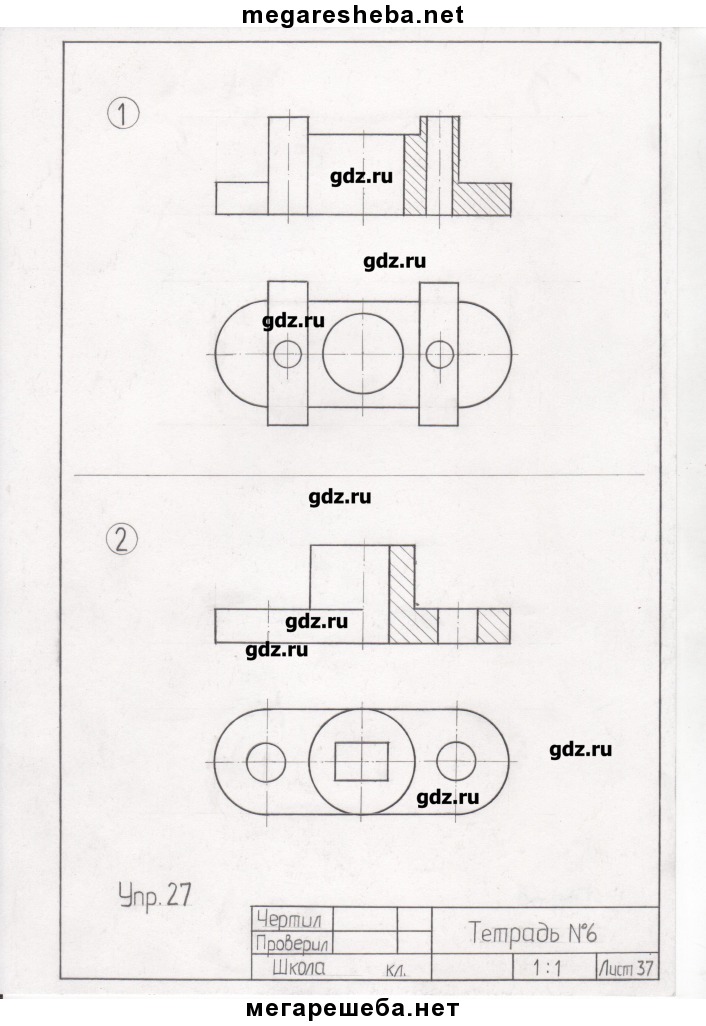 megaresheba.net
1
gdz.ru
gdz.ru
gdz.ru
gdz.ru
2
gdz.ru
gdz.ru
gdz.ru
gdz.ru
Упр. 27
Чертил
Проверил
Тетрадь №6
Школа кл. 1:1 Лист 37
мегарешеба.нет